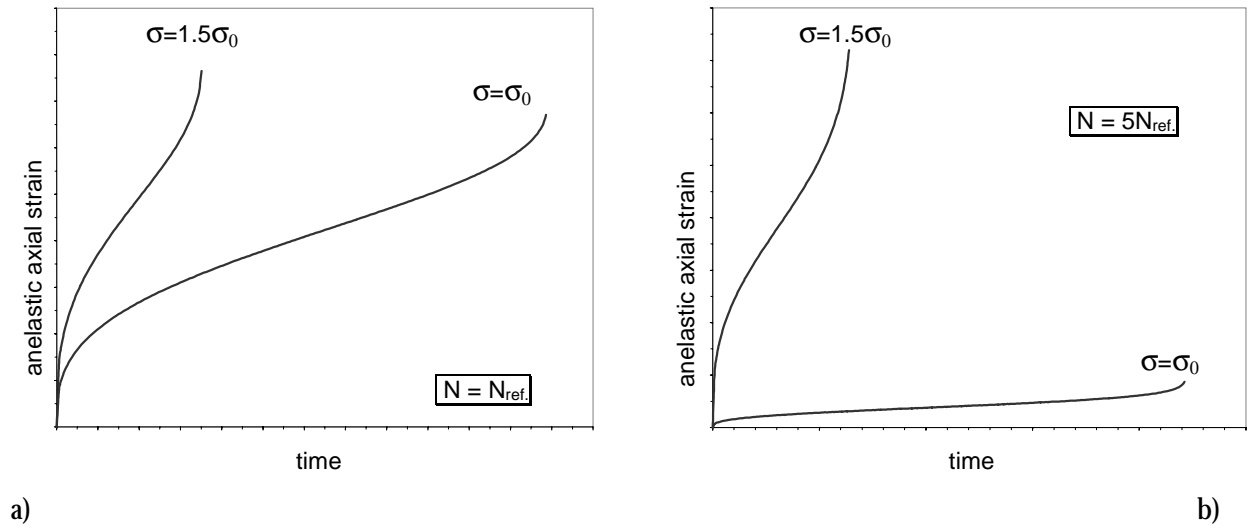 σ=1.5σ0
σ=σ0
anelastic axial strain
N = Nref.
time
a)
σ=1.5σ0
N = 5Nref.
anelastic axial strain
σ=σ0
time
b)